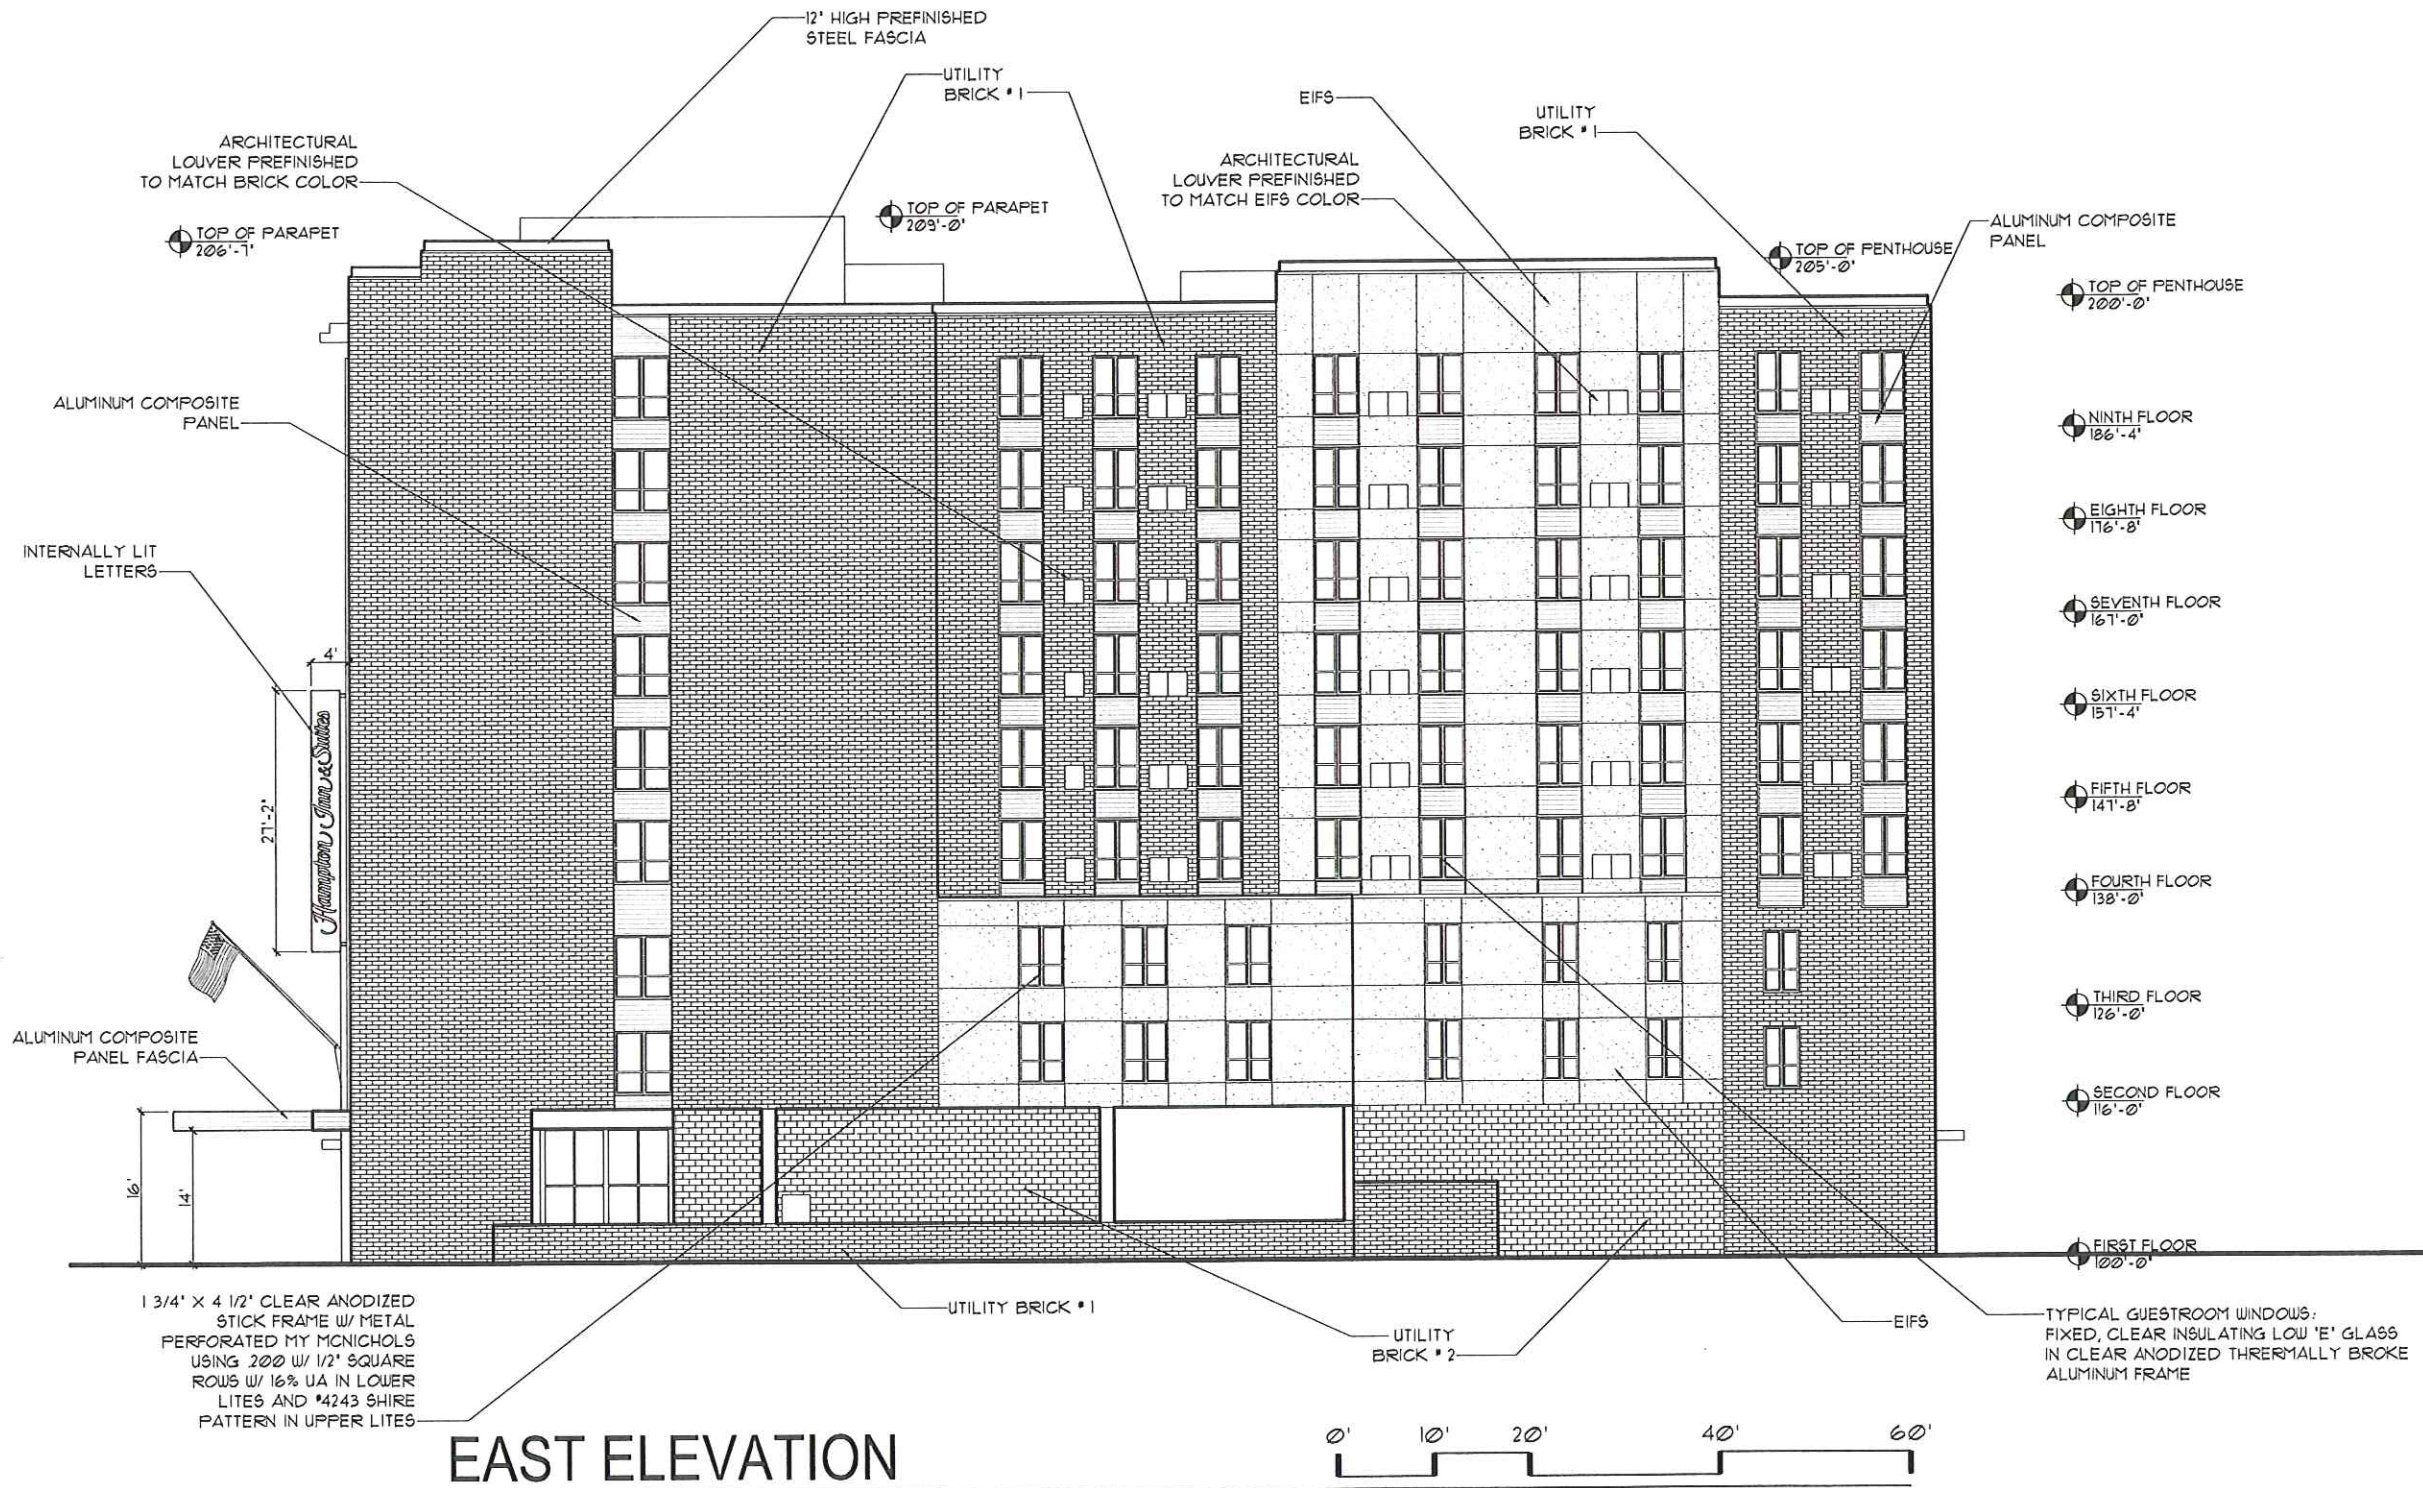 12" HIGH PREFINISHED
STEEL FASCIA
UTILITY
BRICK #1
EIFS
UTILITY
BRICK #1
ARCHITECTURAL
LOUVER PREFINISHED
TO MATCH BRICK COLOR
ARCHITECTURAL
LOUVER PREFINISHED
TO MATCH EIFS COLOR
TOP OF PARAPET
206'-7"
TOP OF PARAPET
209'-0"
ALUMINUM COMPOSITE
PANEL
TOP OF PENTHOUSE
205'-0"
TOP OF PENTHOUSE
200'-0"
ALUMINUM COMPOSITE
PANEL
NINTH FLOOR
186'-4"
EIGHTH FLOOR
176'-8"
INTERNALLY LIT
LETTERS
SEVENTH FLOOR
167'-0"
4'
SIXTH FLOOR
157'-4"
27'-2"
Hampton Inn & Suites
FIFTH FLOOR
147'-8"
FOURTH FLOOR
138'-0"
THIRD FLOOR
126'-0"
ALUMINUM COMPOSITE
PANEL FASCIA
SECOND FLOOR
116'-0"
16'
14'
FIRST FLOOR
100'-0"
1 3/4" X 4 1/2" CLEAR ANODIZED
STICK FRAME W/ METAL
PERFORATED MY MCNICHOLS
USING .200 W/ 1/2" SQUARE
ROWS W/ 16% UA IN LOWER
LITES AND #4243 SHIRE
PATTERN IN UPPER LITES
UTILITY BRICK #1
UTILITY
BRICK #2
EIFS
TYPICAL GUESTROOM WINDOWS:
FIXED, CLEAR INSULATING LOW 'E' GLASS
IN CLEAR ANODIZED THRERMALLY BROKE
ALUMINUM FRAME
EAST ELEVATION
0' 10' 20' 40' 60'